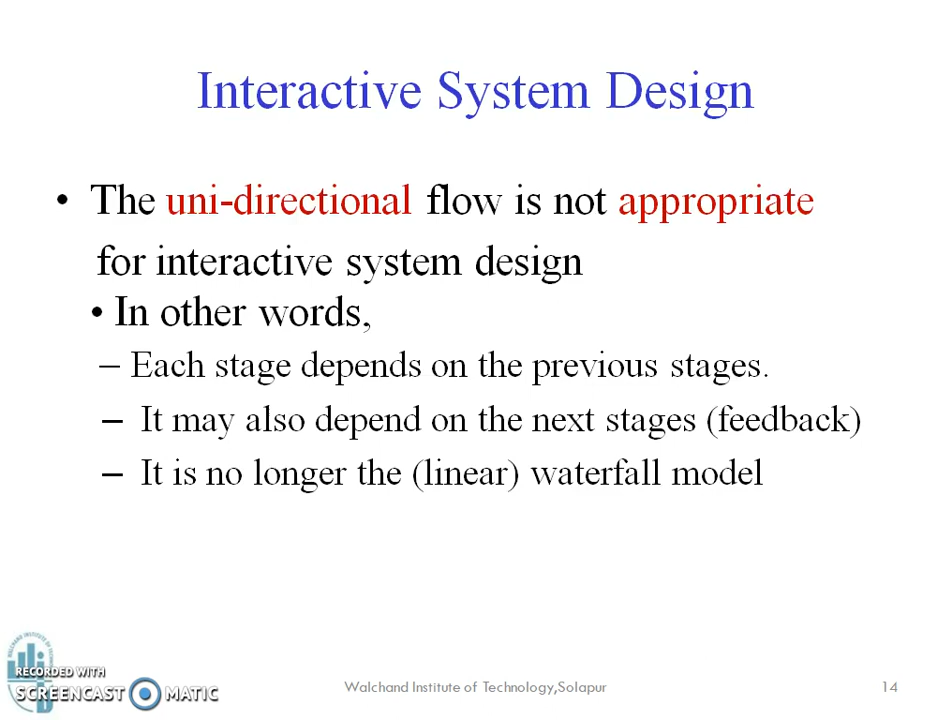 Interactive System Design
• The uni-directional flow is not appropriate
for interactive system design
• In other words,
– Each stage depends on the previous stages.
– It may also depend on the next stages (feedback)
– It is no longer the (linear) waterfall model
RECORDED WITH
SCREENCAST MATIC
Walchand Institute of Technology,Solapur
14